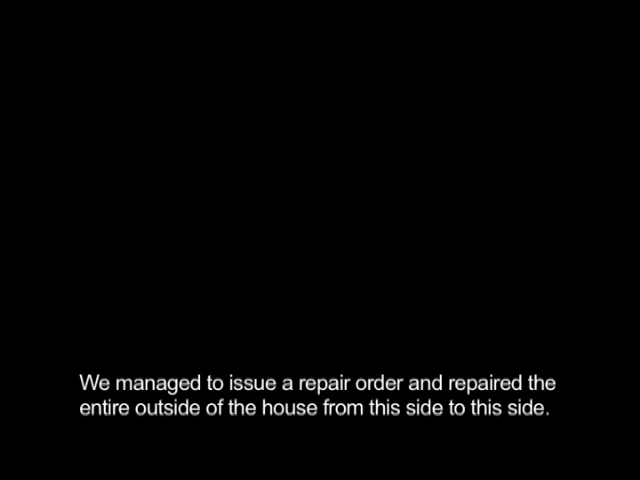 We managed to issue a repair order and repaired the
entire outside of the house from this side to this side.